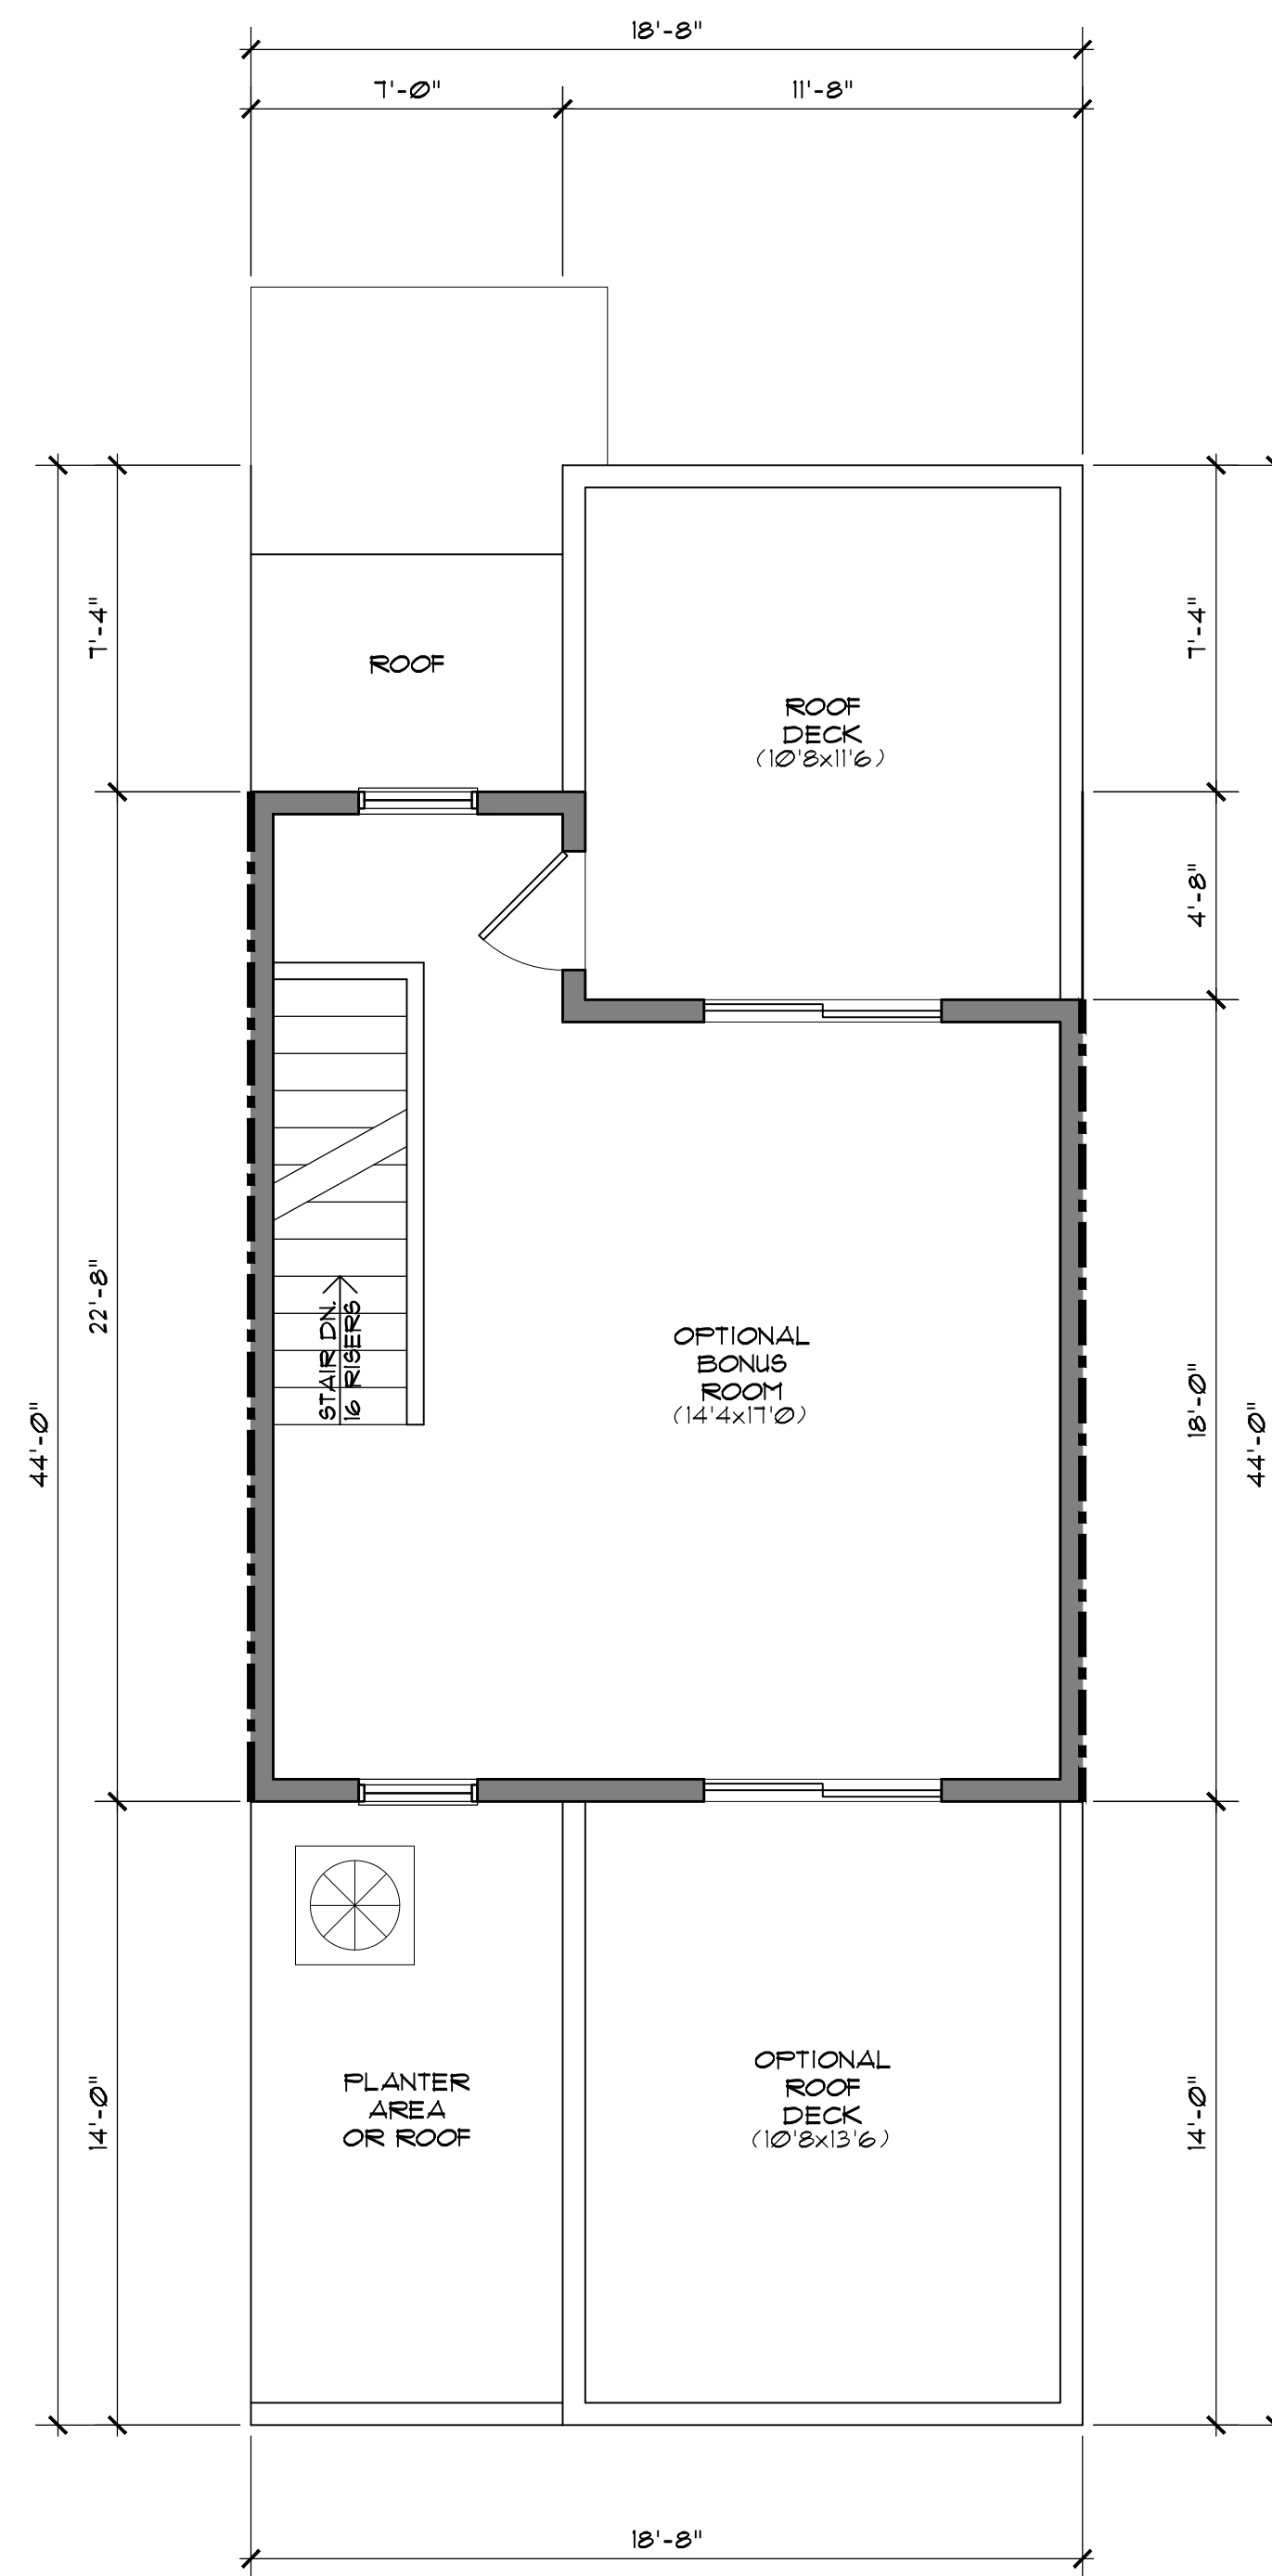 18'-8"
7'-0"
11'-8"
7'-4"
7'-4"
ROOF
ROOF
DECK
(10'8x11'6)
4'-8"
22'-8"
STAIR DN.
16 RISERS
OPTIONAL
BONUS
ROOM
(14'4x17'0)
18'-0"
44'-0"
44'-0"
14'-0"
PLANTER
AREA
OR ROOF
OPTIONAL
ROOF
DECK
(10'8x13'6)
14'-0"
18'-8"